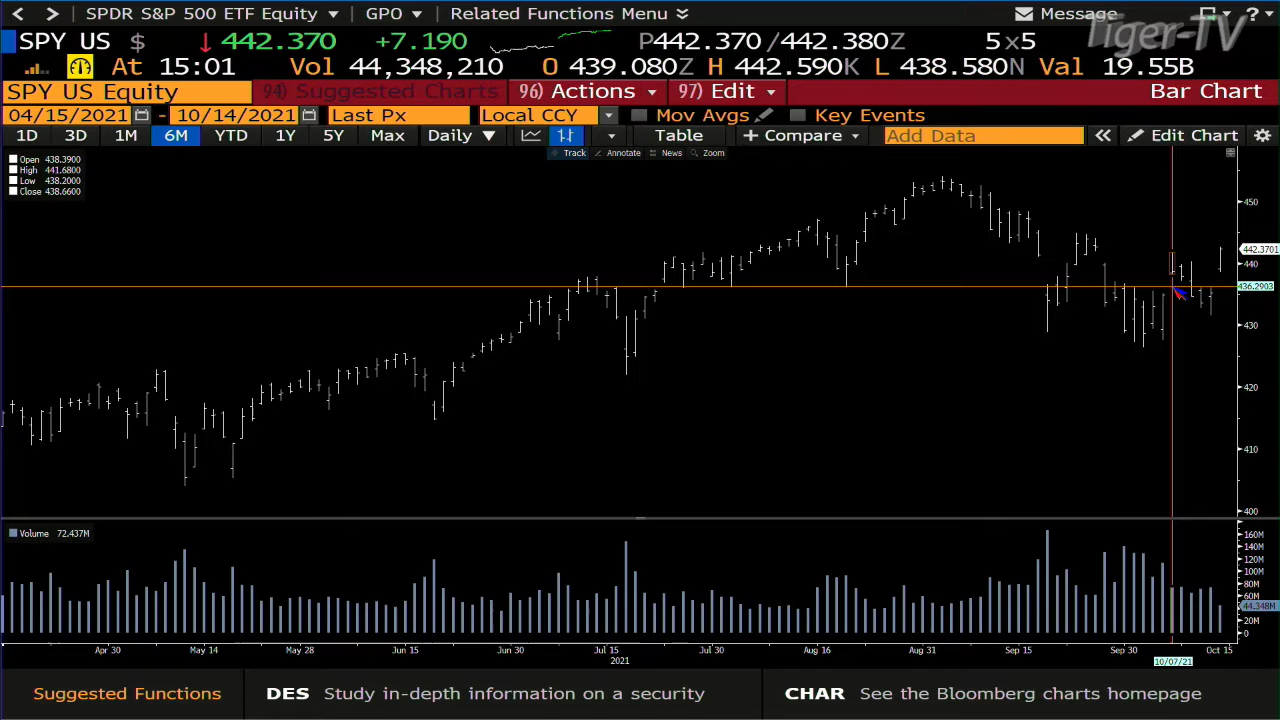 SPDR S&P 500 ETF Equity GPO Related Functions Menu Message ?
Tiger-TV
SPY US $ 442.370 +7.190 P442.370/442.380Z 5x5
At 15:01 Vol 44,348,210 O 439.080Z H 442.590K L 438.580N Val 19.55B
SPY US Equity 94) Suggested Charts 96) Actions 97) Edit Bar Chart
04/15/2021 - 10/14/2021 Last Px Local CCY Mov Avgs Key Events
1D 3D 1M 6M YTD 1Y 5Y Max Daily Table + Compare Add Data Edit Chart
Track Annotate News Zoom
Open 438.3900
High 441.6800
Low 438.2000
Close 438.6600
450
442.3701
440
436.2903
430
420
410
400
Volume 72.437M
160M
140M
120M
100M
80M
60M
44.348M
20M
0
Apr 30 May 14 May 28 Jun 15 Jun 30 Jul 15 Jul 30 Aug 16 Aug 31 Sep 15 Sep 30 Oct 15
2021 10/07/21
Suggested Functions DES Study in-depth information on a security CHAR See the Bloomberg charts homepage